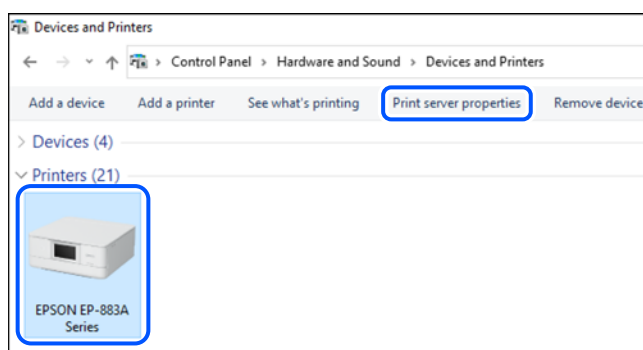 Devices and Printers
Control Panel > Hardware and Sound > Devices and Printers
Add a device Add a printer See what's printing Print server properties Remove device
Devices (4)
Printers (21)
EPSON EP-883A
Series